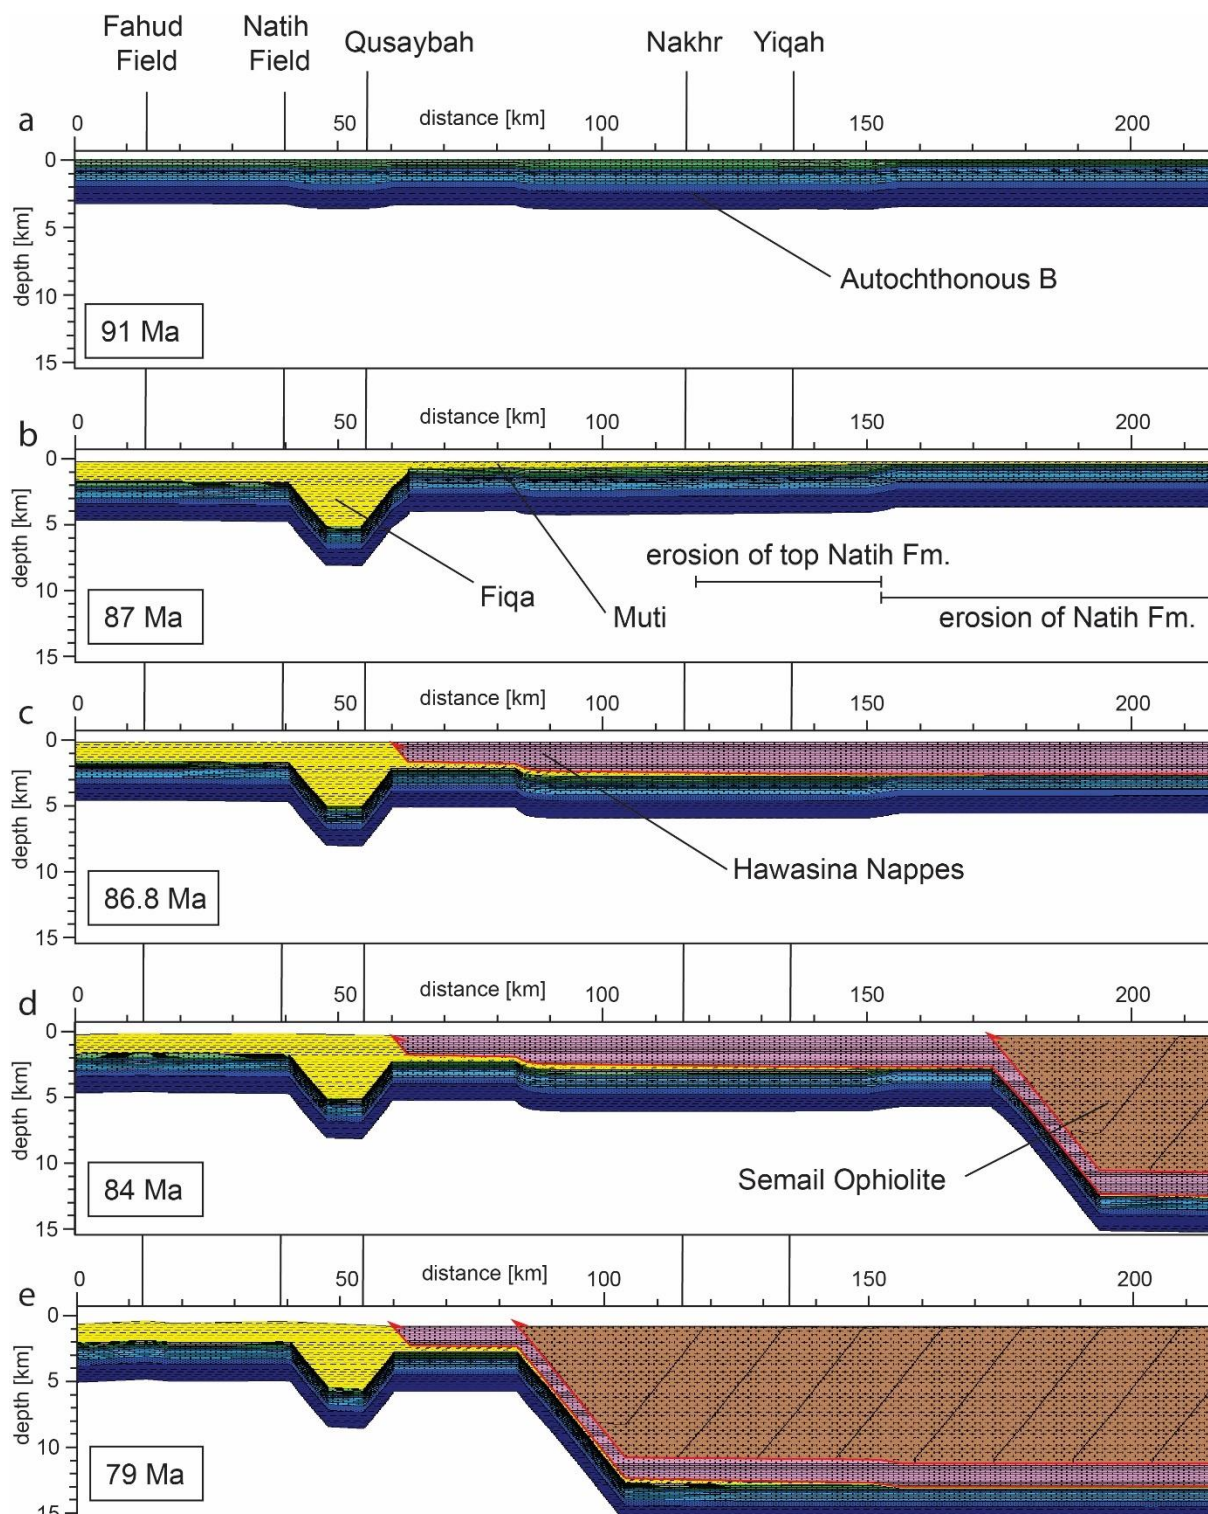 Fahud
Field
Natih
Field
Qusaybah
Nakhr
Yiqah
a
0 50 distance [km] 100 150 200
0
5
10
15
depth [km]
Autochthonous B
91 Ma
b
0 50 distance [km] 100 150 200
0
5
10
15
depth [km]
erosion of top Natih Fm.
Fiqa
Muti
erosion of Natih Fm.
87 Ma
c
0 50 distance [km] 100 150 200
0
5
10
15
depth [km]
Hawasina Nappes
86.8 Ma
d
0 50 distance [km] 100 150 200
0
5
10
15
depth [km]
Semail Ophiolite
84 Ma
e
0 50 distance [km] 100 150 200
0
5
10
15
depth [km]
79 Ma